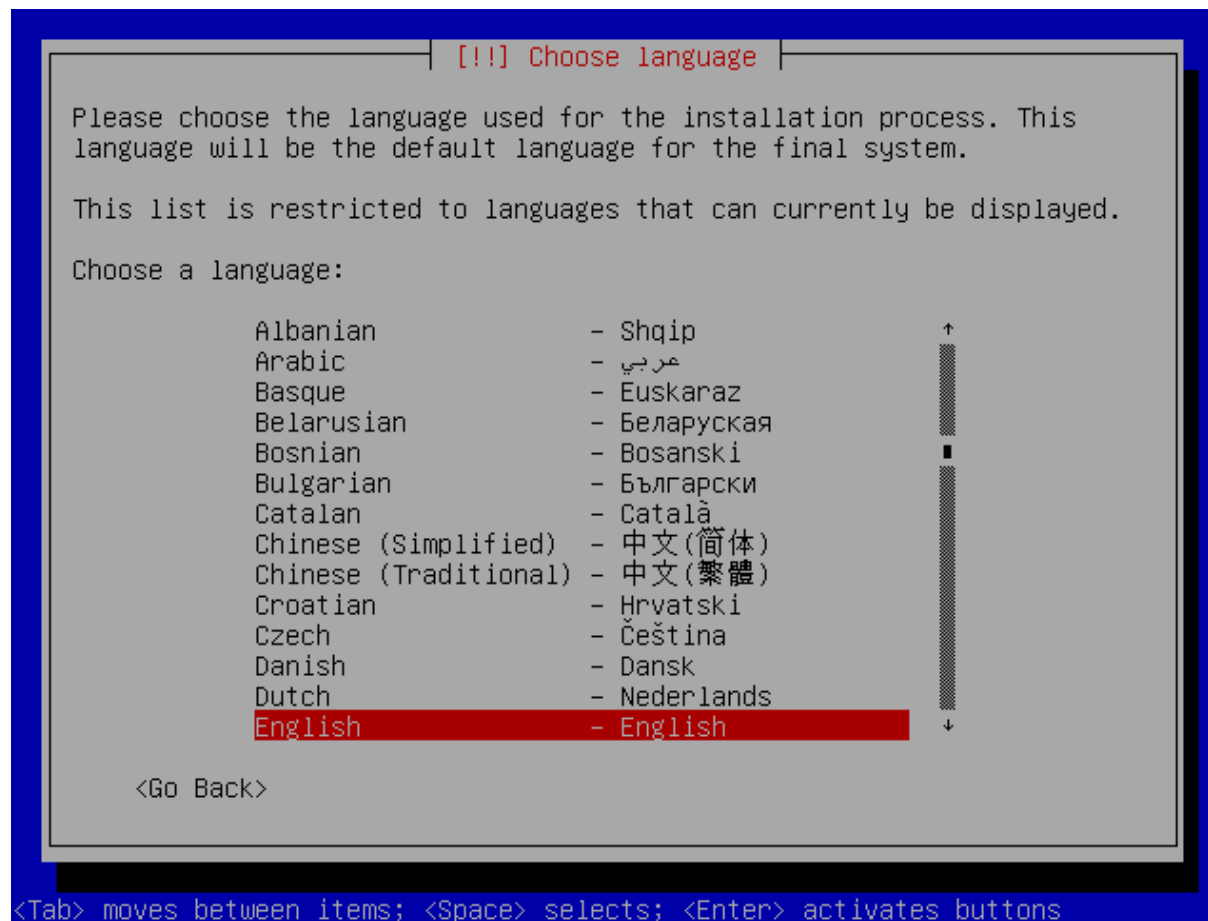 [!!] Choose language
Please choose the language used for the installation process. This
language will be the default language for the final system.
This list is restricted to languages that can currently be displayed.
Choose a language:
Albanian - Shqip ↑
Arabic - عربي
Basque - Euskaraz
Belarusian - Беларуская
Bosnian - Bosanski
Bulgarian - Български
Catalan - Català
Chinese (Simplified) - 中文(简体)
Chinese (Traditional) - 中文(繁體)
Croatian - Hrvatski
Czech - Čeština
Danish - Dansk
Dutch - Nederlands
English - English ↓
<Go Back>
<Tab> moves between items; <Space> selects; <Enter> activates buttons